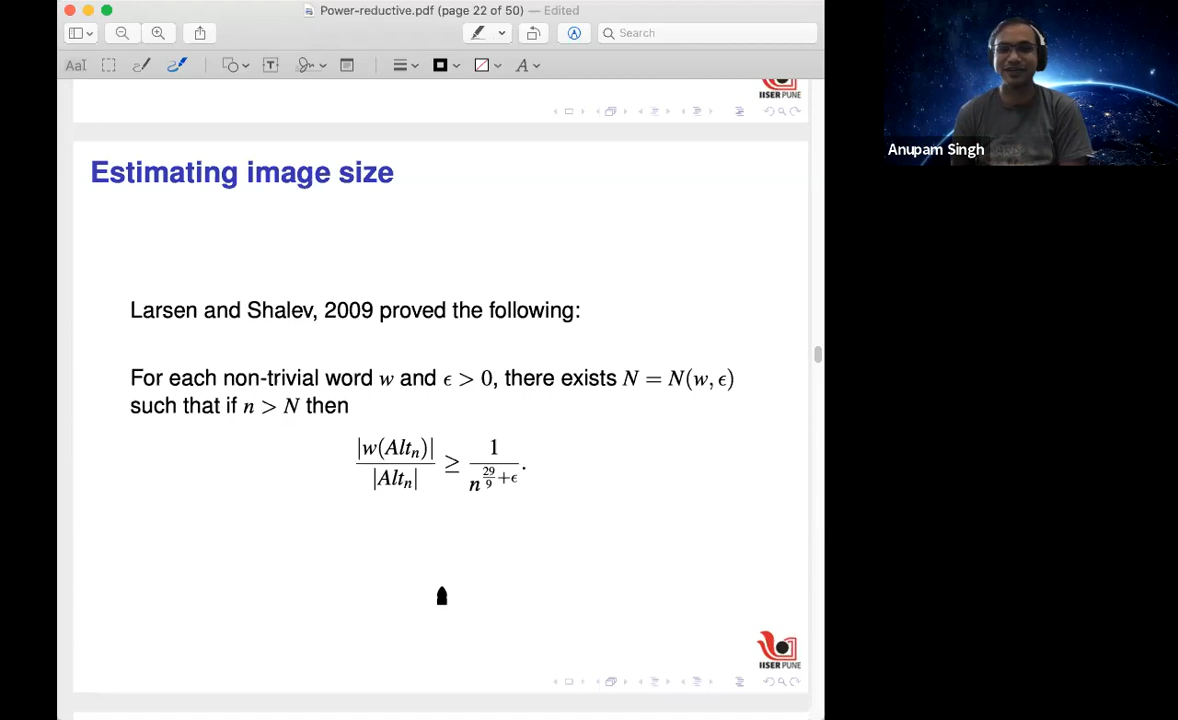 Power-reductive.pdf (page 22 of 50) — Edited
Search
AaI
T
A
IISER PUNE
Estimating image size
Larsen and Shalev, 2009 proved the following:
For each non-trivial word w and ϵ > 0, there exists N = N(w, ϵ)
such that if n > N then
|w(Alt_n)| / |Alt_n| ≥ 1 / n^{29/9 + ϵ}.
IISER PUNE
Anupam Singh